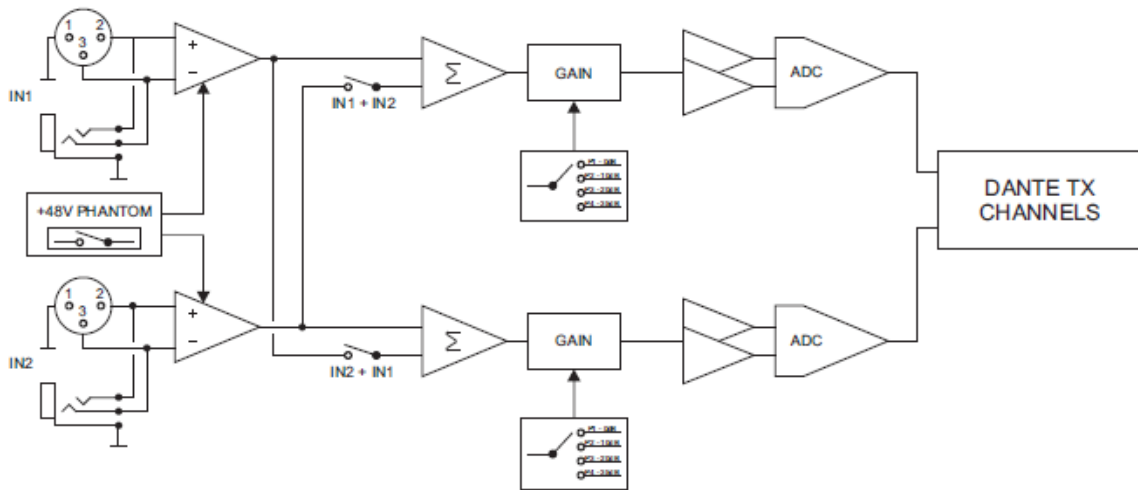 1 2
3
+
−
IN1
IN1 + IN2
Σ
GAIN
ADC
+48V PHANTOM
DANTE TX
CHANNELS
1 2
3
+
−
IN2
IN2 + IN1
Σ
GAIN
ADC